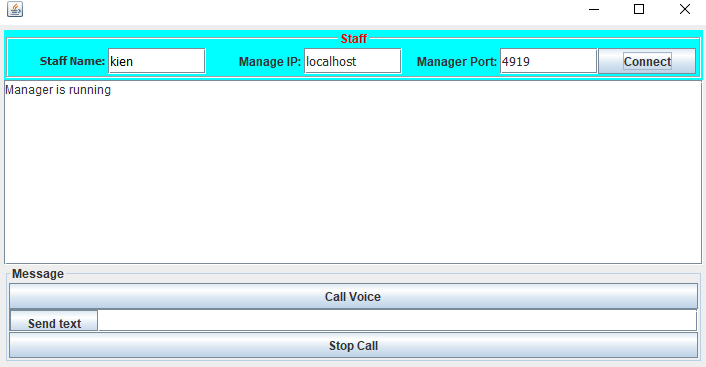 Staff
Staff Name: kien Manage IP: localhost Manager Port: 4919 Connect
Manager is running
Message
Call Voice
Send text
Stop Call